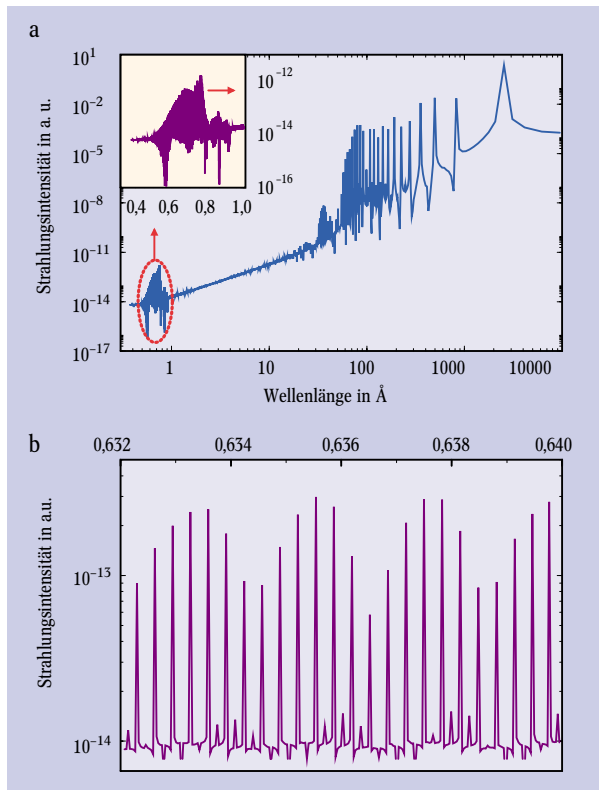 a
Strahlungsintensität in a. u.
10^1
10^−2
10^−5
10^−8
10^−11
10^−14
10^−17
10^−12
10^−14
10^−16
0,4 0,6 0,8 1,0
1 10 100 1000 10000
Wellenlänge in Å
b
0,632 0,634 0,636 0,638 0,640
Strahlungsintensität in a.u.
10^−13
10^−14